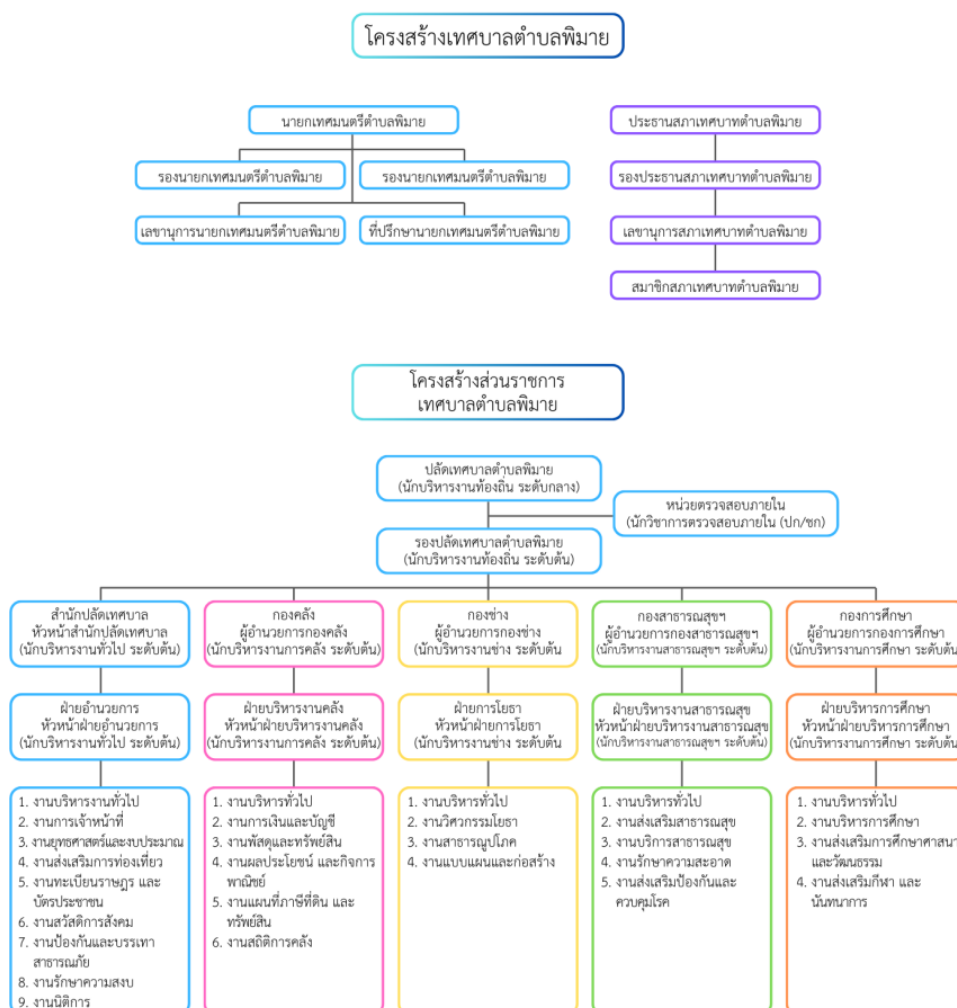 โครงสร้างเทศบาลตำบลพิมาย
นายกเทศมนตรีตำบลพิมาย
รองนายกเทศมนตรีตำบลพิมาย
รองนายกเทศมนตรีตำบลพิมาย
เลขานุการนายกเทศมนตรีตำบลพิมาย
ที่ปรึกษานายกเทศมนตรีตำบลพิมาย
ประธานสภาเทศบาทตำบลพิมาย
รองประธานสภาเทศบาทตำบลพิมาย
เลขานุการสภาเทศบาทตำบลพิมาย
สมาชิกสภาเทศบาทตำบลพิมาย
โครงสร้างส่วนราชการ
เทศบาลตำบลพิมาย
ปลัดเทศบาลตำบลพิมาย
(นักบริหารงานท้องถิ่น ระดับกลาง)
หน่วยตรวจสอบภายใน
(นักวิชาการตรวจสอบภายใน (ปก/ชก)
รองปลัดเทศบาลตำบลพิมาย
(นักบริหารงานท้องถิ่น ระดับต้น)
สำนักปลัดเทศบาล
หัวหน้าสำนักปลัดเทศบาล
(นักบริหารงานทั่วไป ระดับต้น)
ฝ่ายอำนวยการ
หัวหน้าฝ่ายอำนวยการ
(นักบริหารงานทั่วไป ระดับต้น)
1. งานบริหารงานทั่วไป
2. งานการเจ้าหน้าที่
3. งานยุทธศาสตร์และงบประมาณ
4. งานส่งเสริมการท่องเที่ยว
5. งานทะเบียนราษฎร และ
บัตรประชาชน
6. งานสวัสดิการสังคม
7. งานป้องกันและบรรเทา
สาธารณภัย
8. งานรักษาความสงบ
9. งานนิติการ
กองคลัง
ผู้อำนวยการกองคลัง
(นักบริหารงานการคลัง ระดับต้น)
ฝ่ายบริหารงานคลัง
หัวหน้าฝ่ายบริหารงานคลัง
(นักบริหารงานการคลัง ระดับต้น)
1. งานบริหารทั่วไป
2. งานการเงินและบัญชี
3. งานพัสดุและทรัพย์สิน
4. งานผลประโยชน์ และกิจการ
พาณิชย์
5. งานแผนที่ภาษีที่ดิน และ
ทรัพย์สิน
6. งานสถิติการคลัง
กองช่าง
ผู้อำนวยการกองช่าง
(นักบริหารงานช่าง ระดับต้น
ฝ่ายการโยธา
หัวหน้าฝ่ายการโยธา
(นักบริหารงานช่าง ระดับต้น
1. งานบริหารทั่วไป
2. งานวิศวกรรมโยธา
3. งานสาธารณูปโภค
4. งานแบบแผนและก่อสร้าง
กองสาธารณสุขฯ
ผู้อำนวยการกองสาธารณสุขฯ
(นักบริหารงานสาธารณสุขฯ ระดับต้น)
ฝ่ายบริหารงานสาธารณสุข
หัวหน้าฝ่ายบริหารงานสาธารณสุข
(นักบริหารงานสาธารณสุขฯ ระดับต้น)
1. งานบริหารทั่วไป
2. งานส่งเสริมสาธารณสุข
3. งานบริการสาธารณสุข
4. งานรักษาความสะอาด
5. งานส่งเสริมป้องกันและ
ควบคุมโรค
กองการศึกษา
ผู้อำนวยการกองการศึกษา
(นักบริหารงานการศึกษา ระดับต้น)
ฝ่ายบริหารการศึกษา
หัวหน้าฝ่ายบริหารการศึกษา
(นักบริหารงานการศึกษา ระดับต้น)
1. งานบริหารทั่วไป
2. งานบริหารการศึกษา
3. งานส่งเสริมการศึกษาศาสนา
และวัฒนธรรม
4. งานส่งเสริมกีฬา และ
นันทนาการ